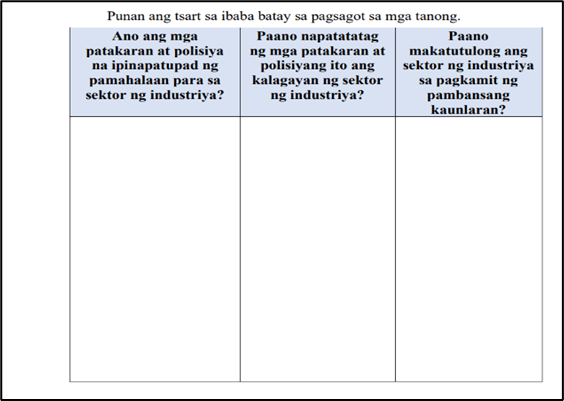 Punan ang tsart sa ibaba batay sa pagsagot sa mga tanong.
Ano ang mga
patakaran at polisiya
na ipinapatupad ng
pamahalaan para sa
sektor ng industriya?
Paano napatatatag
ng mga patakaran at
polisiyang ito ang
kalagayan ng sektor
ng industriya?
Paano
makatutulong ang
sektor ng industriya
sa pagkamit ng
pambansang
kaunlaran?